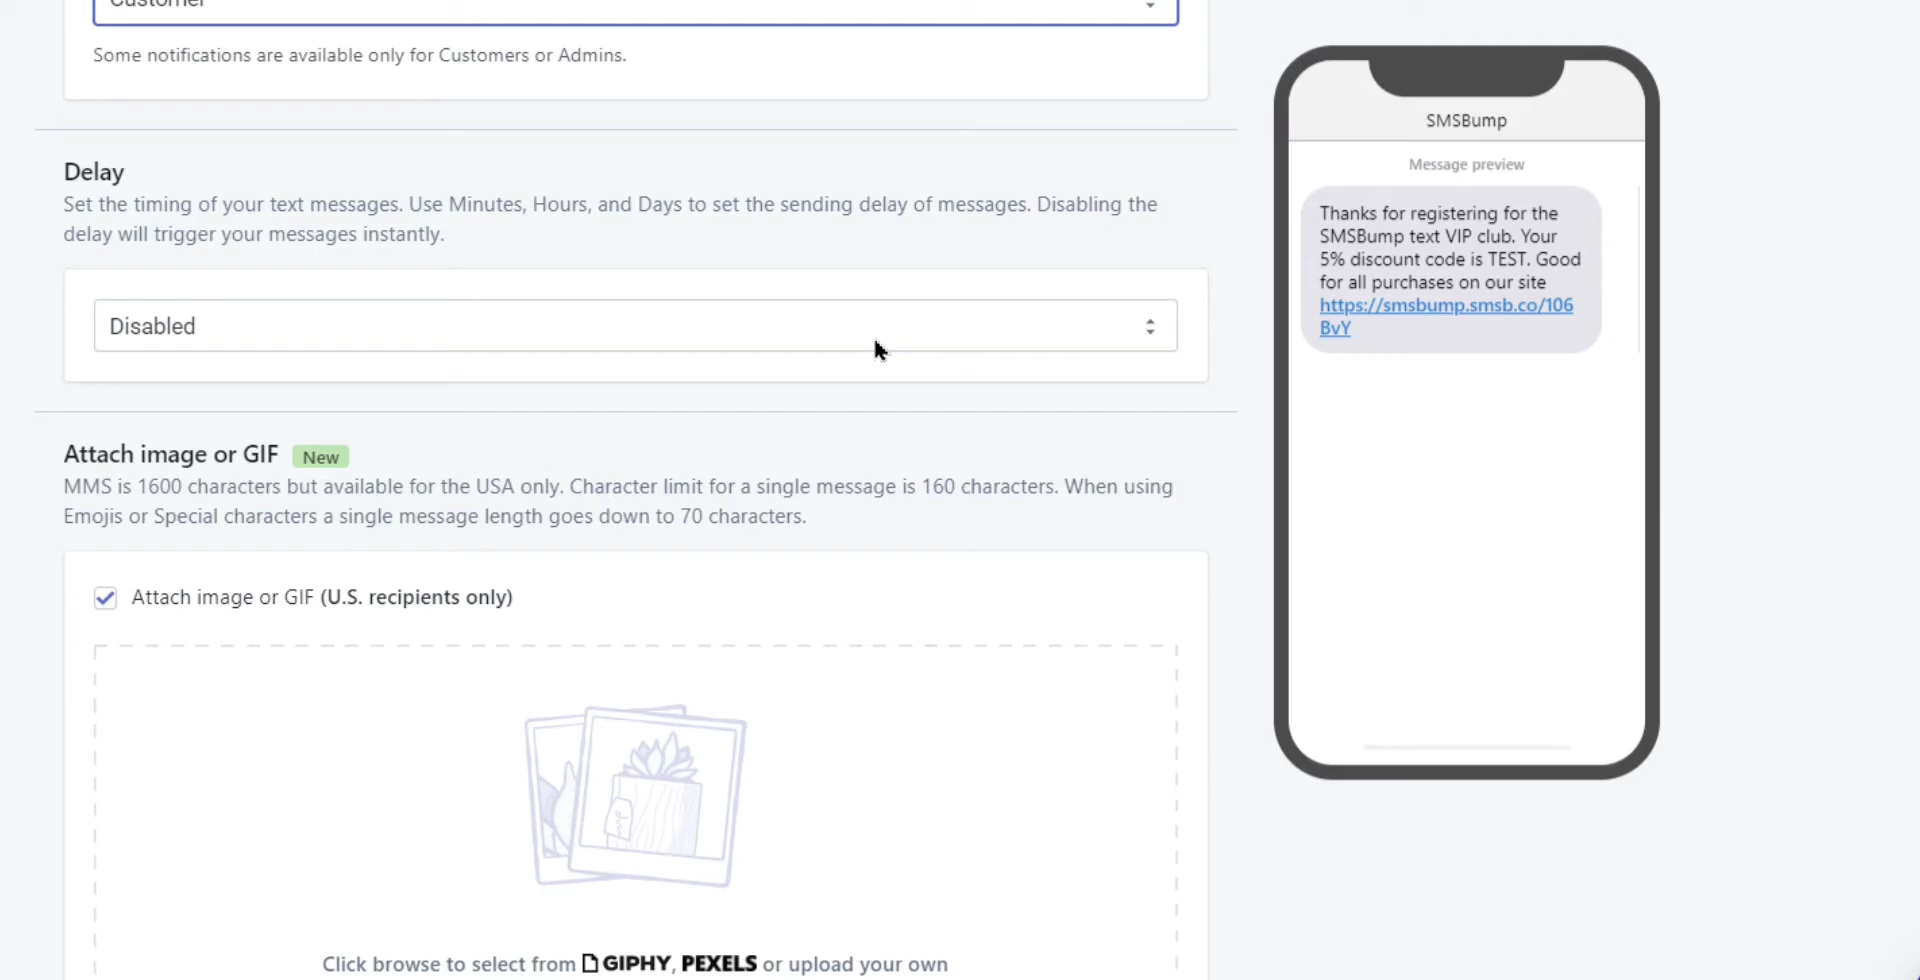 Customer
Some notifications are available only for Customers or Admins.
Delay
Set the timing of your text messages. Use Minutes, Hours, and Days to set the sending delay of messages. Disabling the
delay will trigger your messages instantly.
Disabled
Attach image or GIF New
MMS is 1600 characters but available for the USA only. Character limit for a single message is 160 characters. When using
Emojis or Special characters a single message length goes down to 70 characters.
Attach image or GIF (U.S. recipients only)
Click browse to select from GIPHY, PEXELS or upload your own
SMSBump
Message preview
Thanks for registering for the
SMSBump text VIP club. Your
5% discount code is TEST. Good
for all purchases on our site
https://smsbump.smsb.co/106
BvY